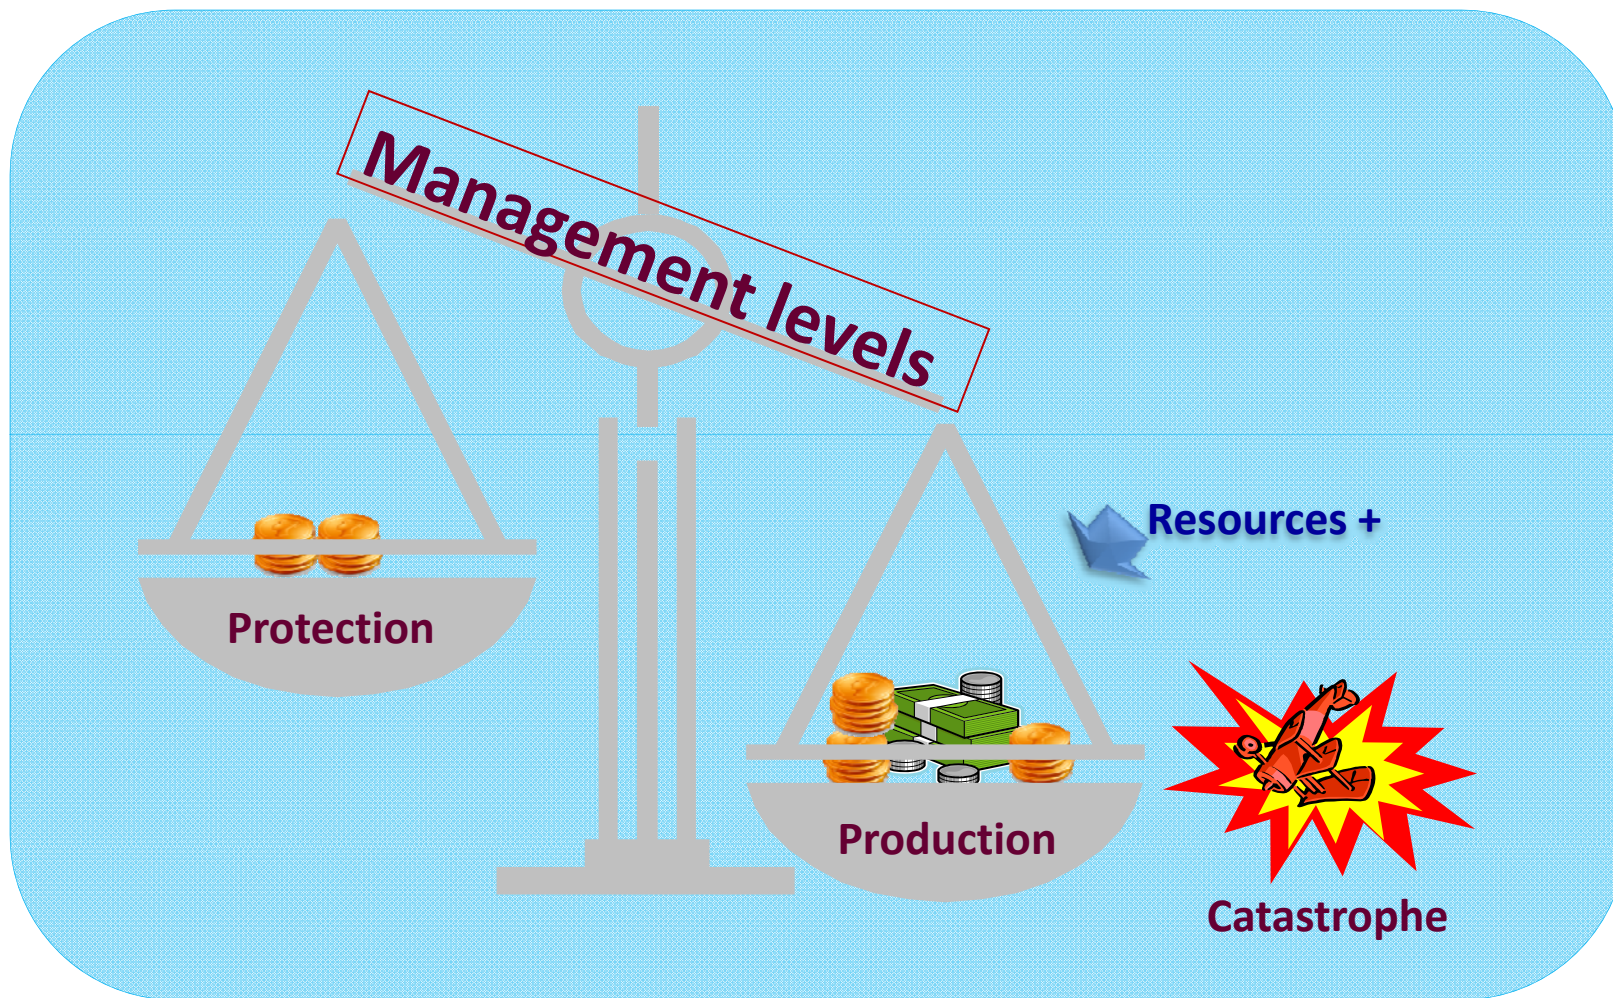 Management levels
Resources +
Protection
Production
Catastrophe